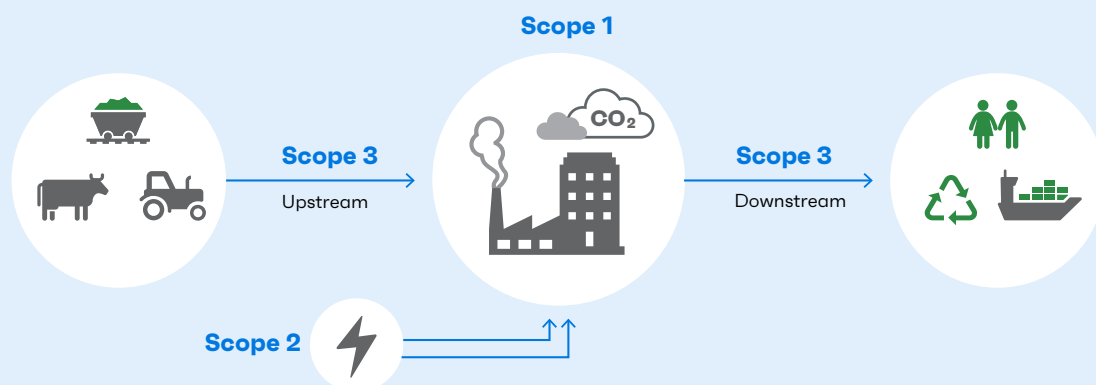 Scope 1
CO₂
Scope 3
Upstream
Scope 3
Downstream
Scope 2